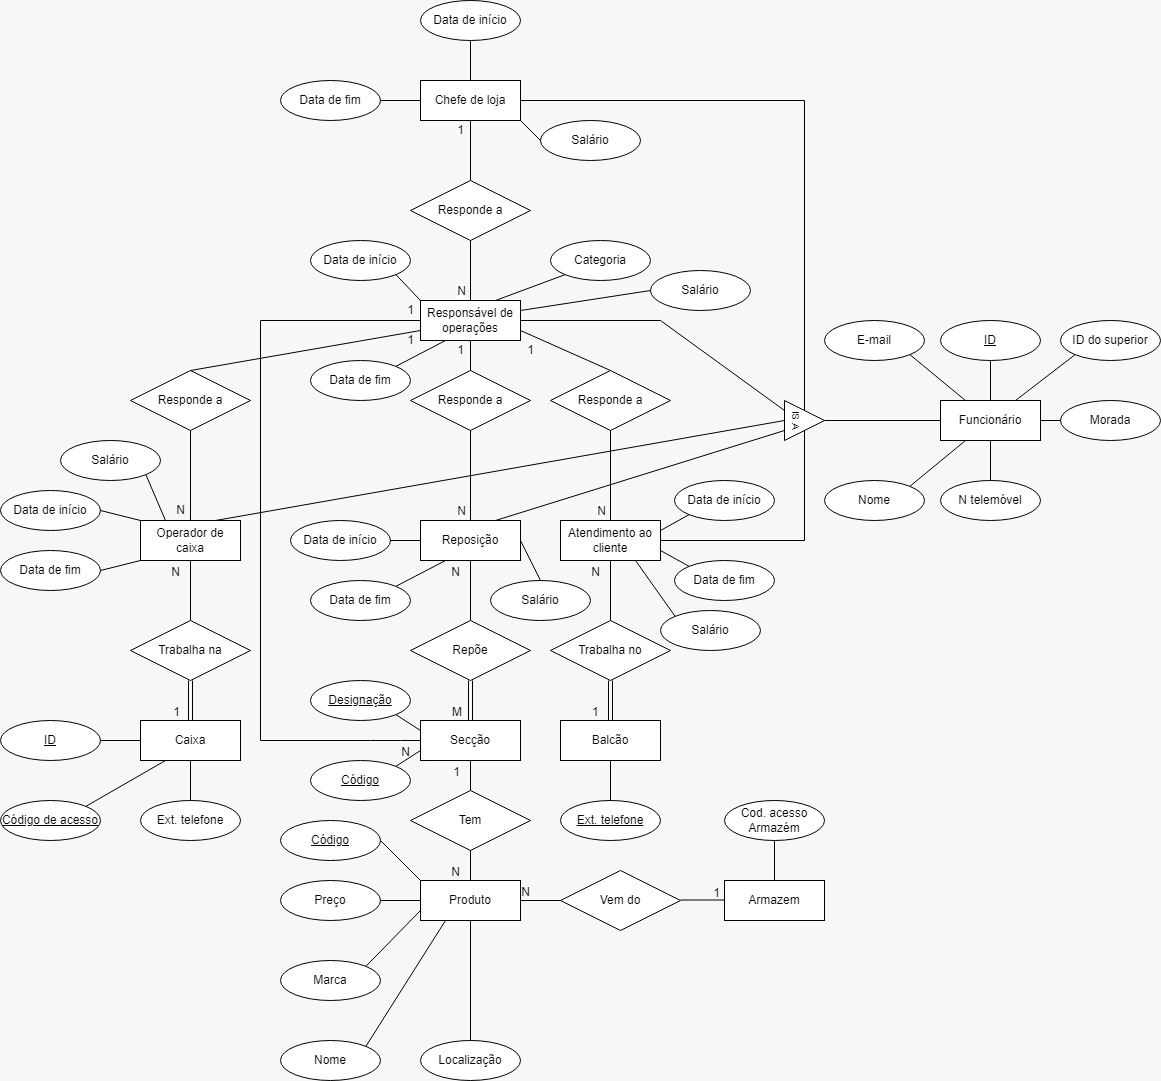 Data de início
Data de fim
Chefe de loja
Salário
1
Responde a
Data de início
Categoria
Salário
N
1
Responsável de
operações
1
1
1
Data de fim
E-mail
ID
ID do superior
Responde a
Responde a
Responde a
IS A
Funcionário
Morada
Salário
Nome
N telemóvel
Data de início
N
N
N
Data de início
Operador de
caixa
Data de início
Reposição
Atendimento ao
cliente
Data de fim
N
N
N
Data de fim
Data de fim
Salário
Salário
Trabalha na
Repõe
Trabalha no
Designação
1
M
1
ID
Caixa
Secção
Balcão
N
1
Código
Código de acesso
Ext. telefone
Tem
Ext. telefone
Cod. acesso
Armazém
Código
N
N
1
Preço
Produto
Vem do
Armazem
Marca
Nome
Localização